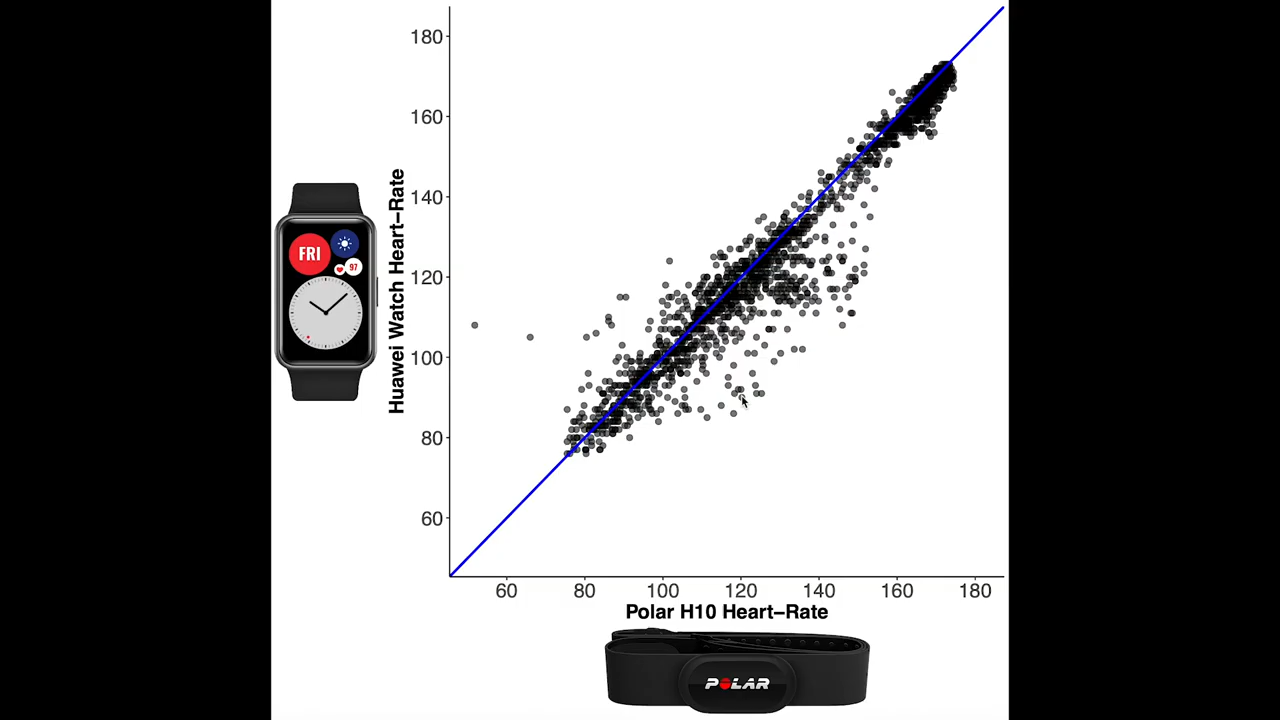 180
160
140
120
100
80
60
Huawei Watch Heart–Rate
FRI
97
60 80 100 120 140 160 180
Polar H10 Heart–Rate
POLAR